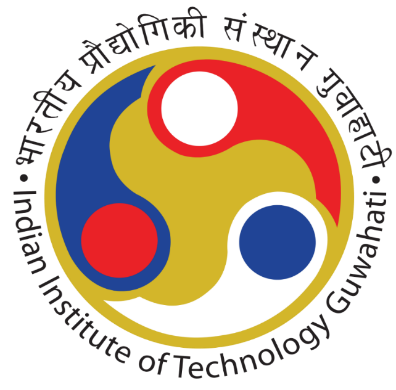 भारतीय प्रौद्योगिकी संस्थान गुवाहाटी
• Indian Institute of Technology Guwahati •